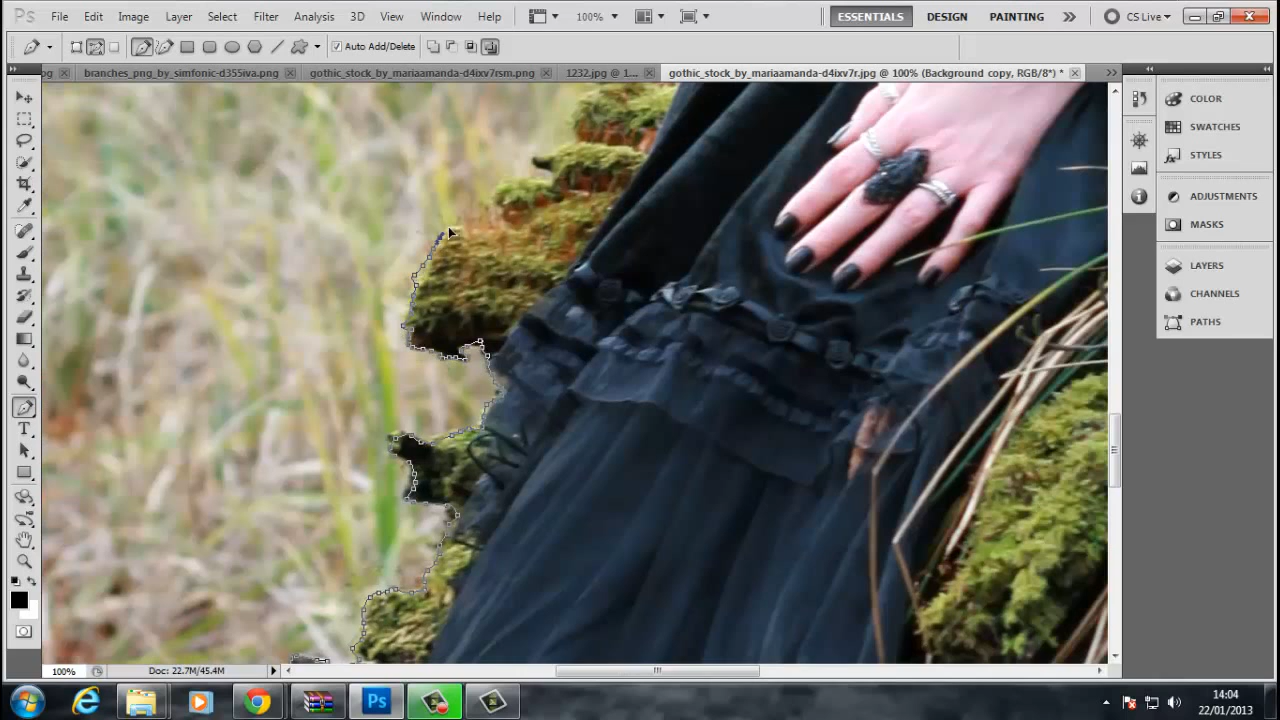 Ps File Edit Image Layer Select Filter Analysis 3D View Window Help 100% ESSENTIALS DESIGN PAINTING CS Live
Auto Add/Delete
pg branches_png_by_simfonic-d355iva.png gothic_stock_by_mariaamanda-d4ixv7rsm.png 1232.jpg @ 1... gothic_stock_by_mariaamanda-d4ixv7r.jpg @ 100% (Background copy, RGB/8*) *
COLOR
SWATCHES
STYLES
ADJUSTMENTS
MASKS
LAYERS
CHANNELS
PATHS
T
100% Doc: 22.7M/45.4M
Ps
14:04
22/01/2013